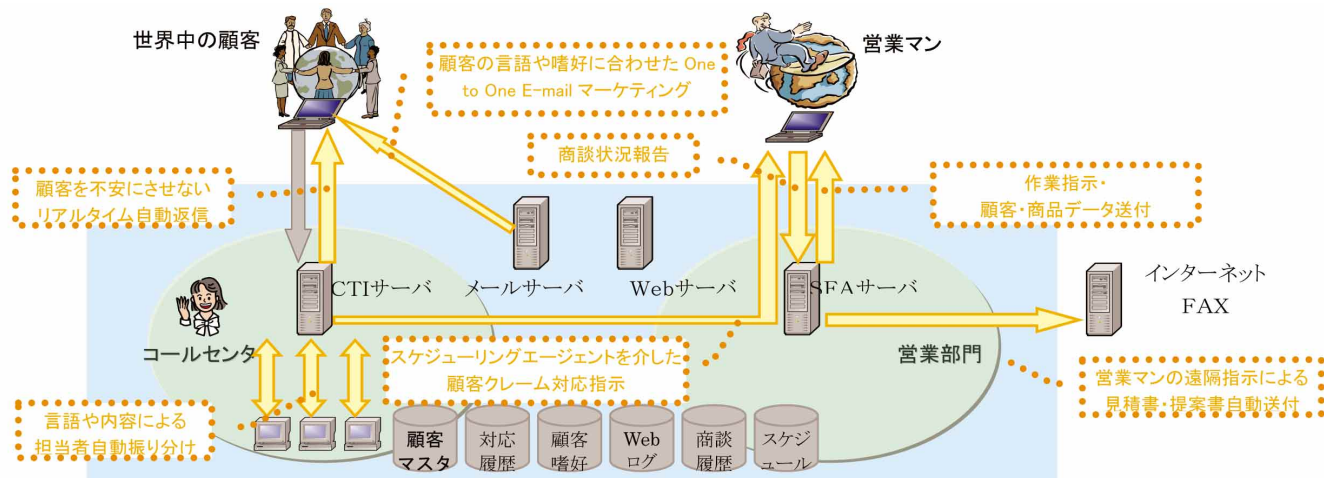 世界中の顧客
営業マン
顧客の言語や嗜好に合わせた One
to One E-mail マーケティング
商談状況報告
顧客を不安にさせない
リアルタイム自動返信
作業指示・
顧客・商品データ送付
CTIサーバ
メールサーバ
Webサーバ
SFAサーバ
インターネット
FAX
コールセンタ
スケジューリングエージェントを介した
顧客クレーム対応指示
営業部門
営業マンの遠隔指示による
見積書・提案書自動送付
言語や内容による
担当者自動振り分け
顧客
マスタ
対応
履歴
顧客
嗜好
Web
ログ
商談
履歴
スケジ
ュール